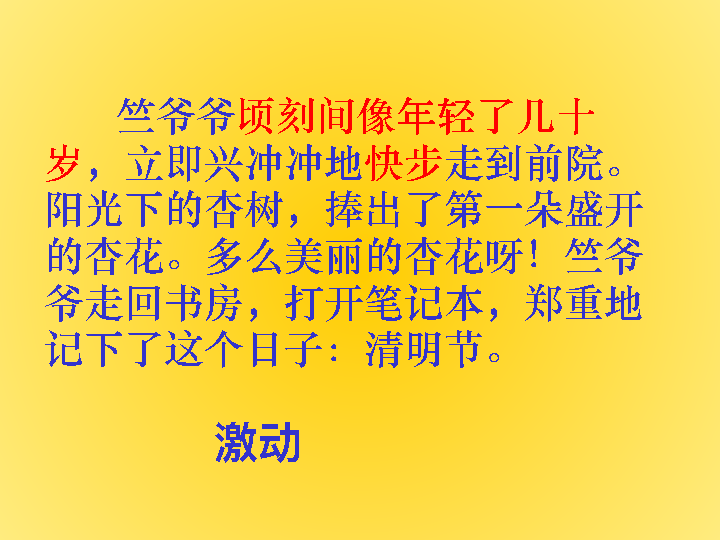 竺爷爷顷刻间像年轻了几十
岁，立即兴冲冲地快步走到前院。
阳光下的杏树，捧出了第一朵盛开
的杏花。多么美丽的杏花呀！竺爷
爷走回书房，打开笔记本，郑重地
记下了这个日子：清明节。
激动